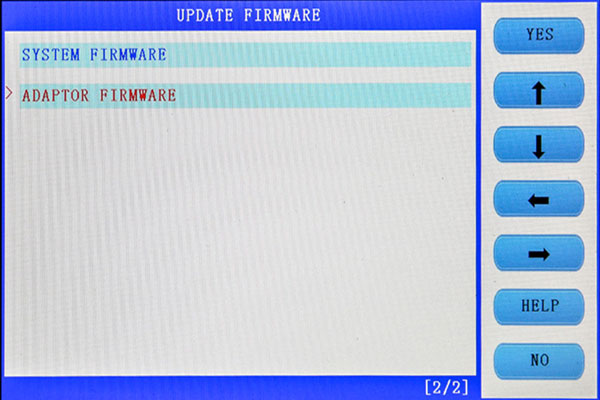 UPDATE FIRMWARE
SYSTEM FIRMWARE
> ADAPTOR FIRMWARE
[2/2]
YES
↑
↓
←
→
HELP
NO